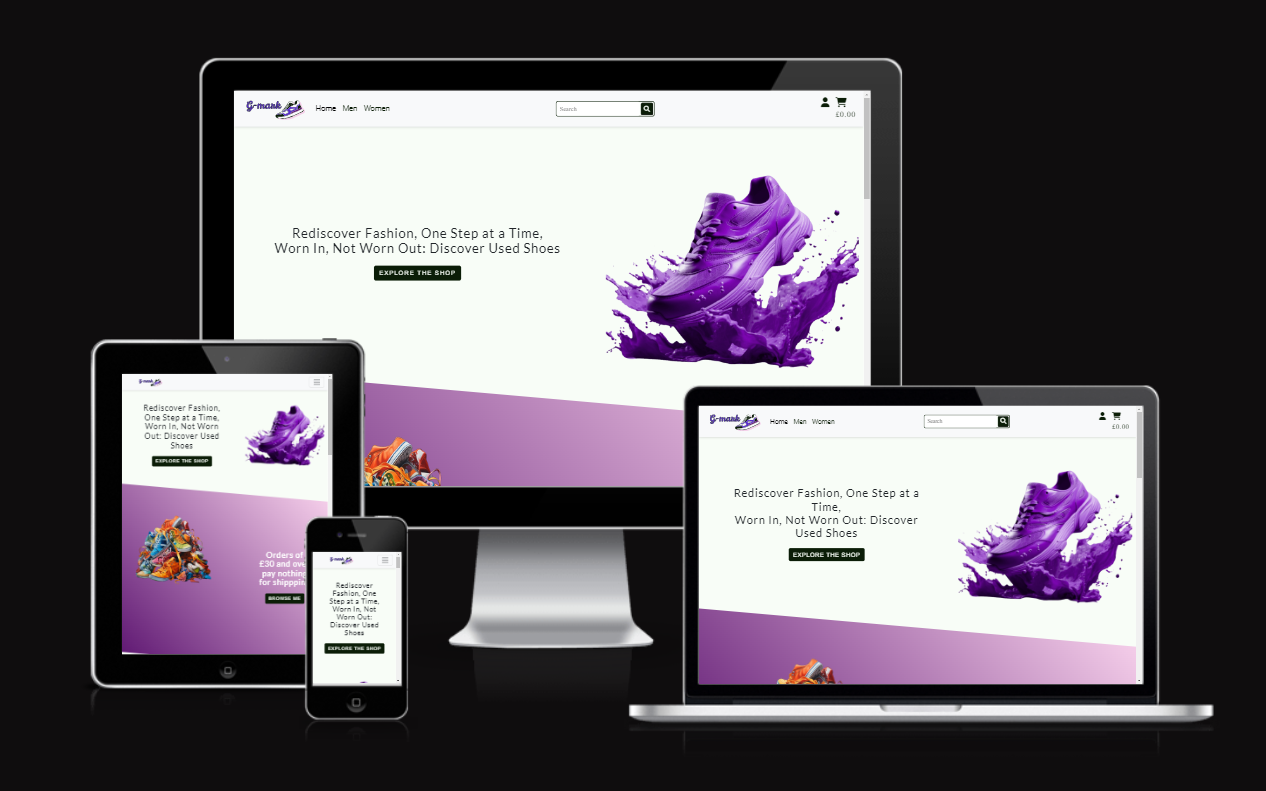 G-mark
Home Men Women
Search
£0.00
Rediscover Fashion, One Step at a Time,
Worn In, Not Worn Out: Discover Used Shoes
EXPLORE THE SHOP
G-mark
Rediscover Fashion,
One Step at a Time,
Worn In, Not Worn
Out: Discover Used
Shoes
EXPLORE THE SHOP
Orders of
£30 and ove
pay nothing
for shipppin
BROWSE ME
G-mark
Rediscover
Fashion, One
Step at a Time,
Worn In, Not
Worn Out:
Discover Used
Shoes
EXPLORE THE SHOP
G-mark
Home Men Women
Search
£0.00
Rediscover Fashion, One Step at a
Time,
Worn In, Not Worn Out: Discover
Used Shoes
EXPLORE THE SHOP